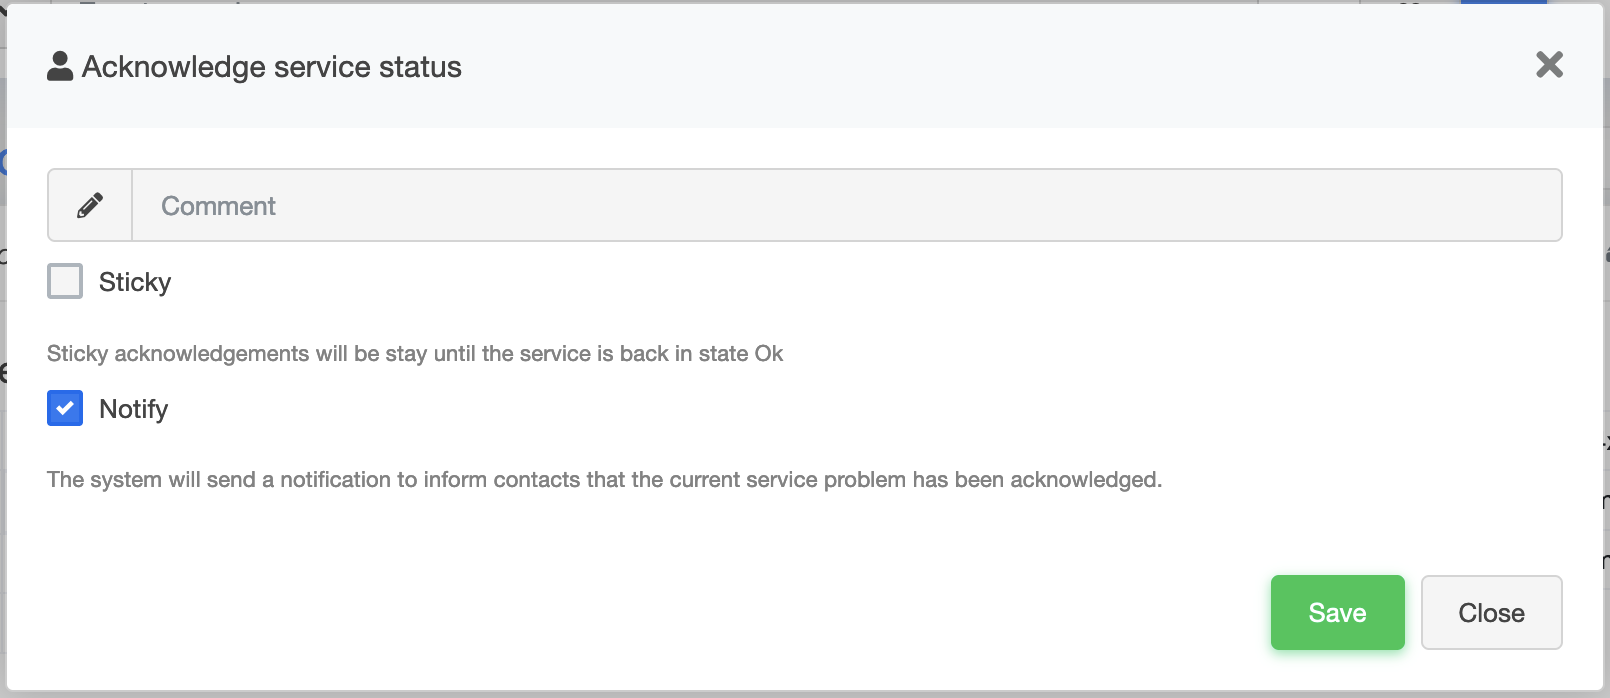 Acknowledge service status
Comment
Sticky
Sticky acknowledgements will be stay until the service is back in state Ok
Notify
The system will send a notification to inform contacts that the current service problem has been acknowledged.
Save
Close